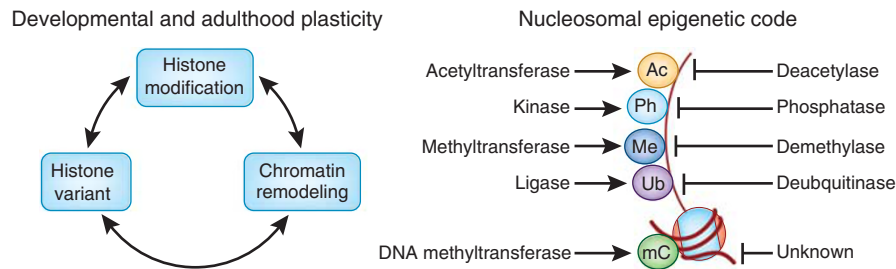 Developmental and adulthood plasticity
Histone
modification
Histone
variant
Chromatin
remodeling
Nucleosomal epigenetic code
Acetyltransferase Ac Deacetylase
Kinase Ph Phosphatase
Methyltransferase Me Demethylase
Ligase Ub Deubquitinase
DNA methyltransferase mC Unknown